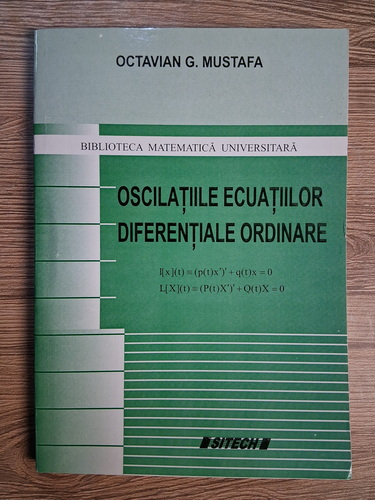 OCTAVIAN G. MUSTAFA
BIBLIOTECA MATEMATICĂ UNIVERSITARĂ
OSCILAȚIILE ECUAȚIILOR
DIFERENȚIALE ORDINARE
l[x](t) ≡ (p(t)x')' + q(t)x = 0
L[X](t) ≡ (P(t)X')' + Q(t)X = 0
SITECH